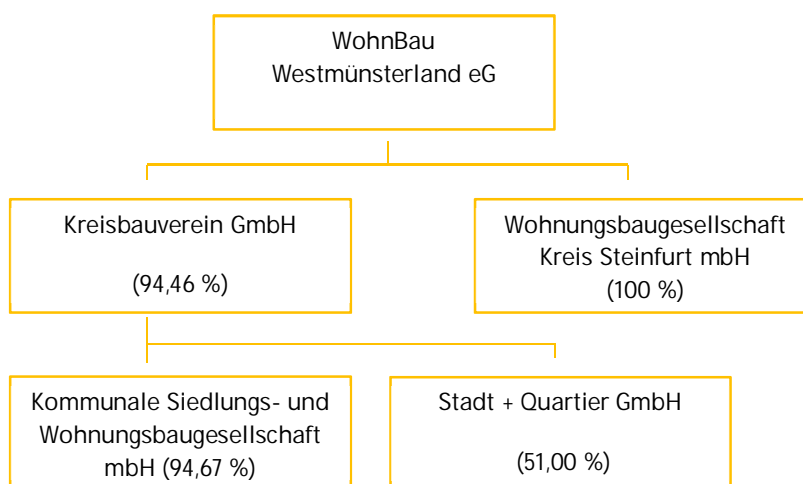 WohnBau
Westmünsterland eG
Kreisbauverein GmbH
(94,46 %)
Wohnungsbaugesellschaft
Kreis Steinfurt mbH
(100 %)
Kommunale Siedlungs- und
Wohnungsbaugesellschaft
mbH (94,67 %)
Stadt + Quartier GmbH
(51,00 %)